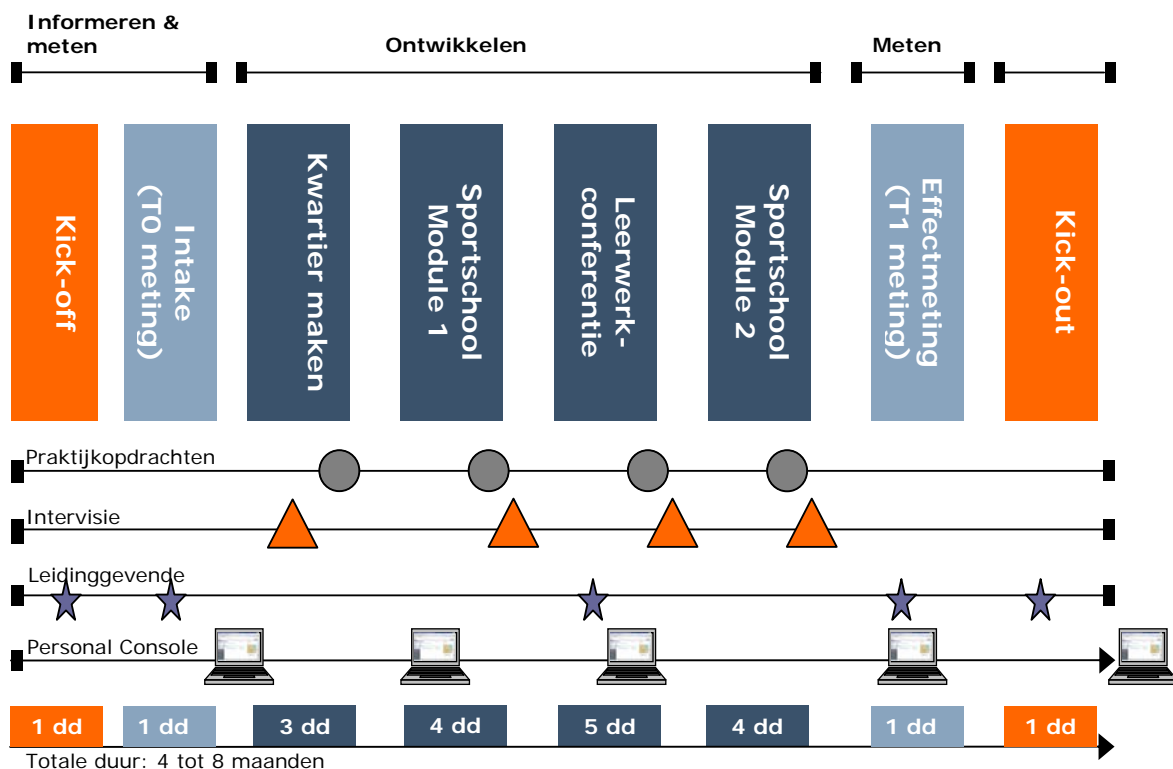 Informeren &
meten
Ontwikkelen
Meten
Kick-off
Intake
(T0 meting)
Kwartier maken
Sportschool
Module 1
Leerwerk-
conferentie
Sportschool
Module 2
Effectmeting
(T1 meting)
Kick-out
Praktijkopdrachten
Intervisie
Leidinggevende
Personal Console
1 dd
1 dd
3 dd
4 dd
5 dd
4 dd
1 dd
1 dd
Totale duur: 4 tot 8 maanden